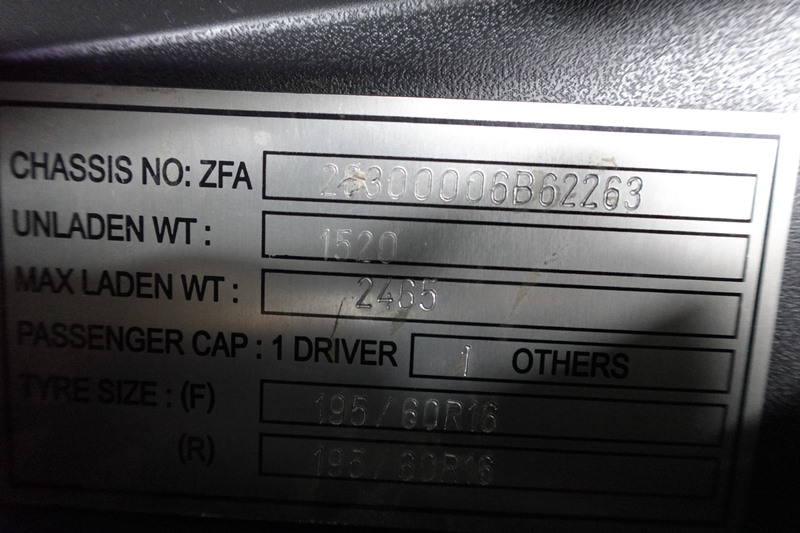 CHASSIS NO: ZFA 26300006B62263
UNLADEN WT : 1520
MAX LADEN WT : 2465
PASSENGER CAP : 1 DRIVER 1 OTHERS
TYRE SIZE : (F) 195/60R16
(R) 195/60R16